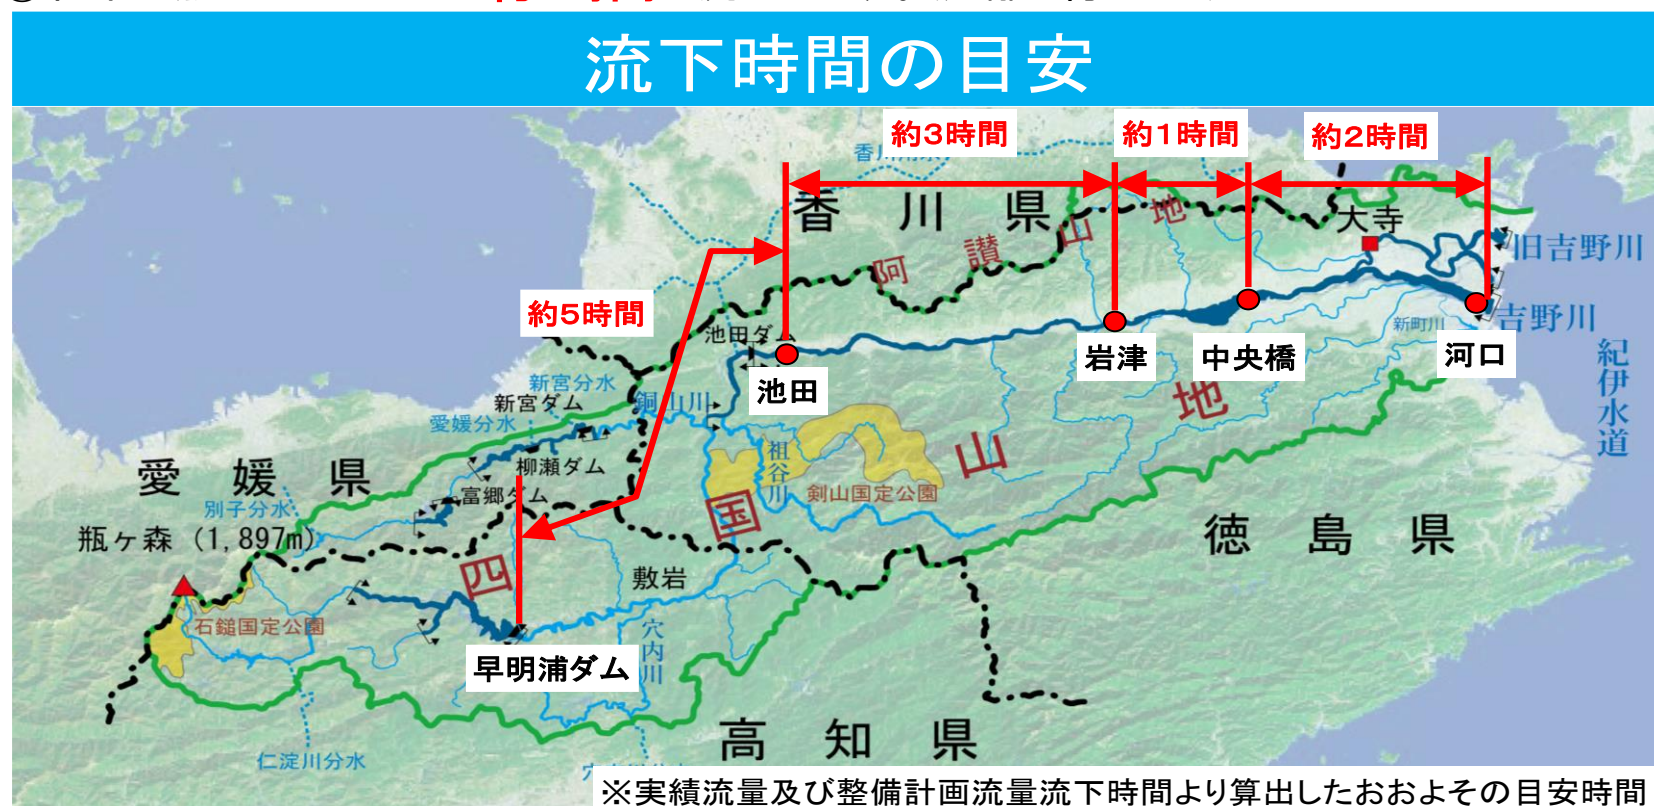 流下時間の目安
約3時間
約1時間
約2時間
香川県
大寺
阿讃山地
旧吉野川
約5時間
池田ダム
吉野川
新町川
岩津
中央橋
河口
紀伊水道
池田
新宮分水
新宮ダム
銅山川
愛媛分水
四国山地
祖谷川
柳瀬ダム
愛媛県
富郷ダム
別子分水
剣山国定公園
瓶ヶ森 (1,897m)
徳島県
敷岩
石鎚国定公園
穴内川
早明浦ダム
高知県
仁淀川分水
※実績流量及び整備計画流量流下時間より算出したおおよその目安時間